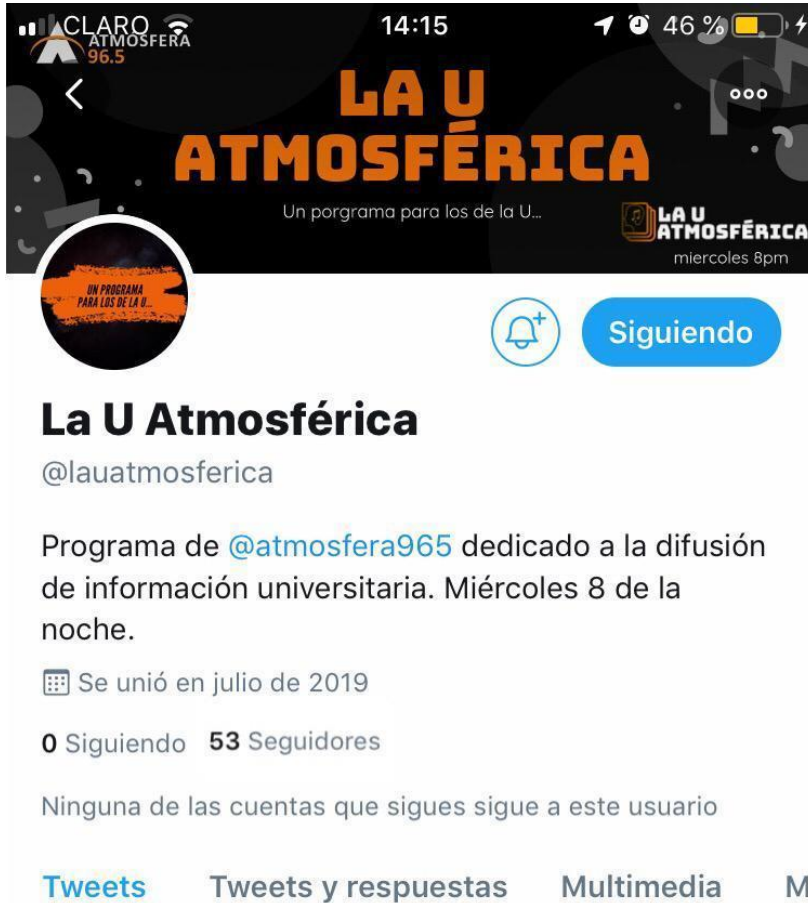 CLARO 14:15 46 %
ATMOSFERA
96.5
LA U
ATMOSFÉRICA
Un porgrama para los de la U...
LA U
ATMOSFÉRICA
miercoles 8pm
UN PROGRAMA
PARA LOS DE LA U...
Siguiendo
La U Atmosférica
@lauatmosferica
Programa de @atmosfera965 dedicado a la difusión
de información universitaria. Miércoles 8 de la
noche.
Se unió en julio de 2019
0 Siguiendo 53 Seguidores
Ninguna de las cuentas que sigues sigue a este usuario
Tweets Tweets y respuestas Multimedia M